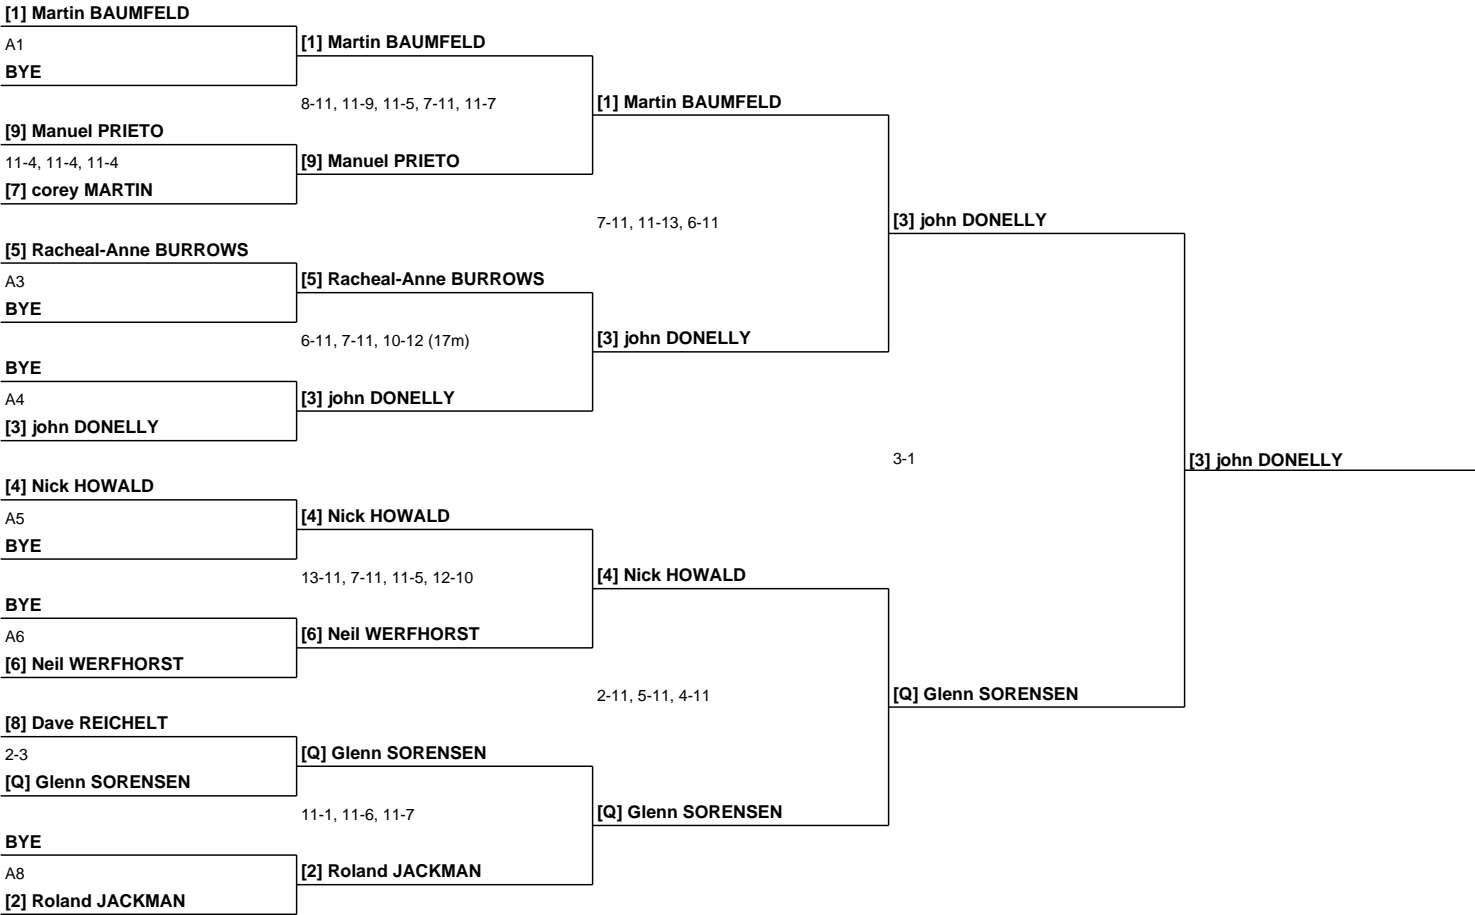 [1] Martin BAUMFELD
A1
BYE
[9] Manuel PRIETO
11-4, 11-4, 11-4
[7] corey MARTIN
[5] Racheal-Anne BURROWS
A3
BYE
BYE
A4
[3] john DONELLY
[4] Nick HOWALD
A5
BYE
BYE
A6
[6] Neil WERFHORST
[8] Dave REICHELT
2-3
[Q] Glenn SORENSEN
BYE
A8
[2] Roland JACKMAN
[1] Martin BAUMFELD
8-11, 11-9, 11-5, 7-11, 11-7
[9] Manuel PRIETO
[5] Racheal-Anne BURROWS
6-11, 7-11, 10-12 (17m)
[3] john DONELLY
[4] Nick HOWALD
13-11, 7-11, 11-5, 12-10
[6] Neil WERFHORST
[Q] Glenn SORENSEN
11-1, 11-6, 11-7
[2] Roland JACKMAN
[1] Martin BAUMFELD
7-11, 11-13, 6-11
[3] john DONELLY
[4] Nick HOWALD
2-11, 5-11, 4-11
[Q] Glenn SORENSEN
[3] john DONELLY
3-1
[Q] Glenn SORENSEN
[3] john DONELLY